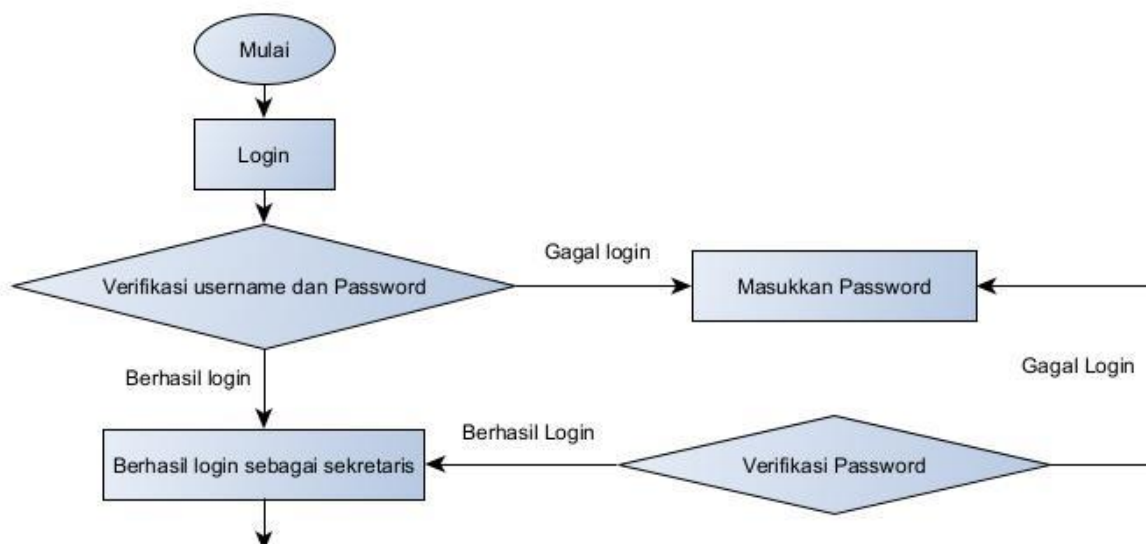 Mulai
Login
Verifikasi username dan Password
Gagal login
Masukkan Password
Berhasil login
Gagal Login
Berhasil login sebagai sekretaris
Berhasil Login
Verifikasi Password